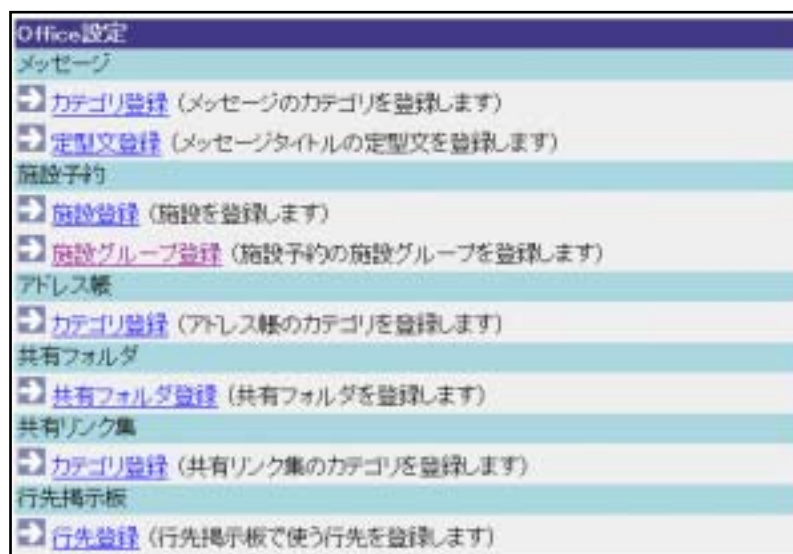 Office設定
メッセージ
カテゴリ登録 (メッセージのカテゴリを登録します)
定型文登録 (メッセージタイトルの定型文を登録します)
施設予約
施設登録 (施設を登録します)
施設グループ登録 (施設予約の施設グループを登録します)
アドレス帳
カテゴリ登録 (アドレス帳のカテゴリを登録します)
共有フォルダ
共有フォルダ登録 (共有フォルダを登録します)
共有リンク集
カテゴリ登録 (共有リンク集のカテゴリを登録します)
行先掲示板
行先登録 (行先掲示板で使う行先を登録します)